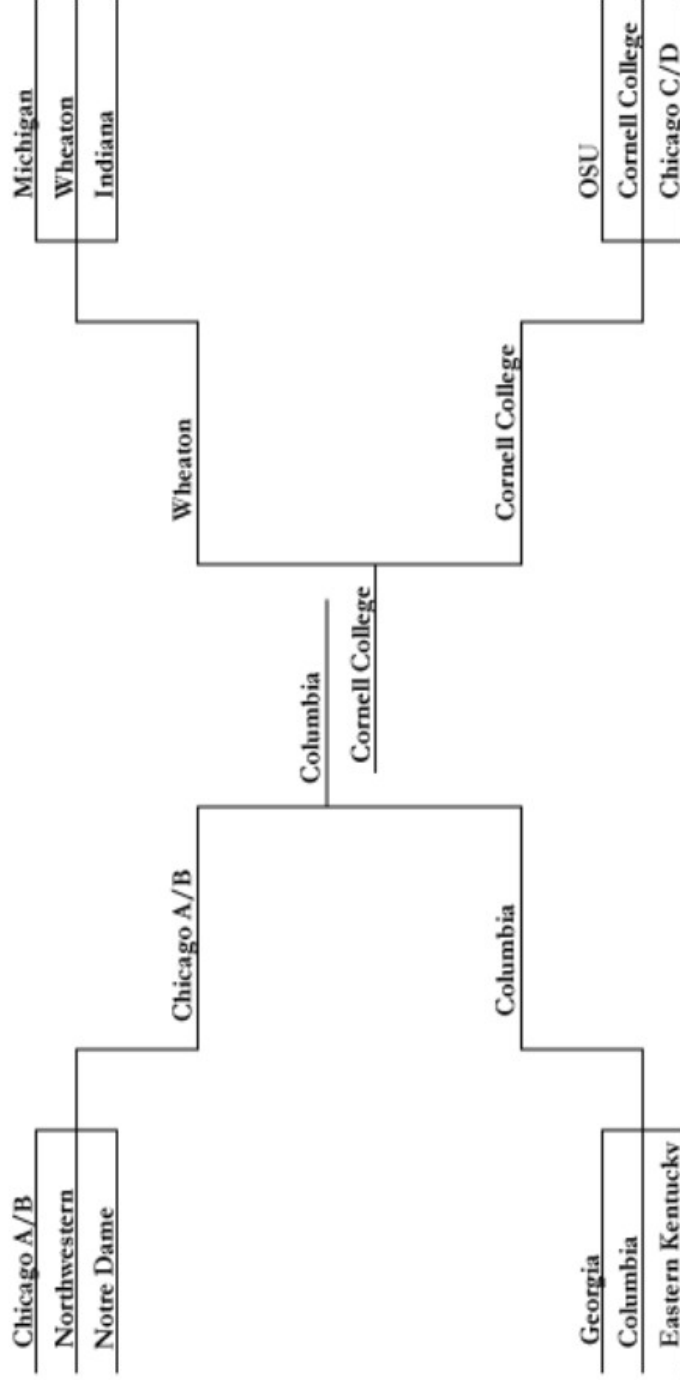 Chicago A/B
Northwestern
Notre Dame
Georgia
Columbia
Eastern Kentucky
Chicago A/B
Columbia
Columbia
Cornell College
Wheaton
Cornell College
Michigan
Wheaton
Indiana
OSU
Cornell College
Chicago C/D